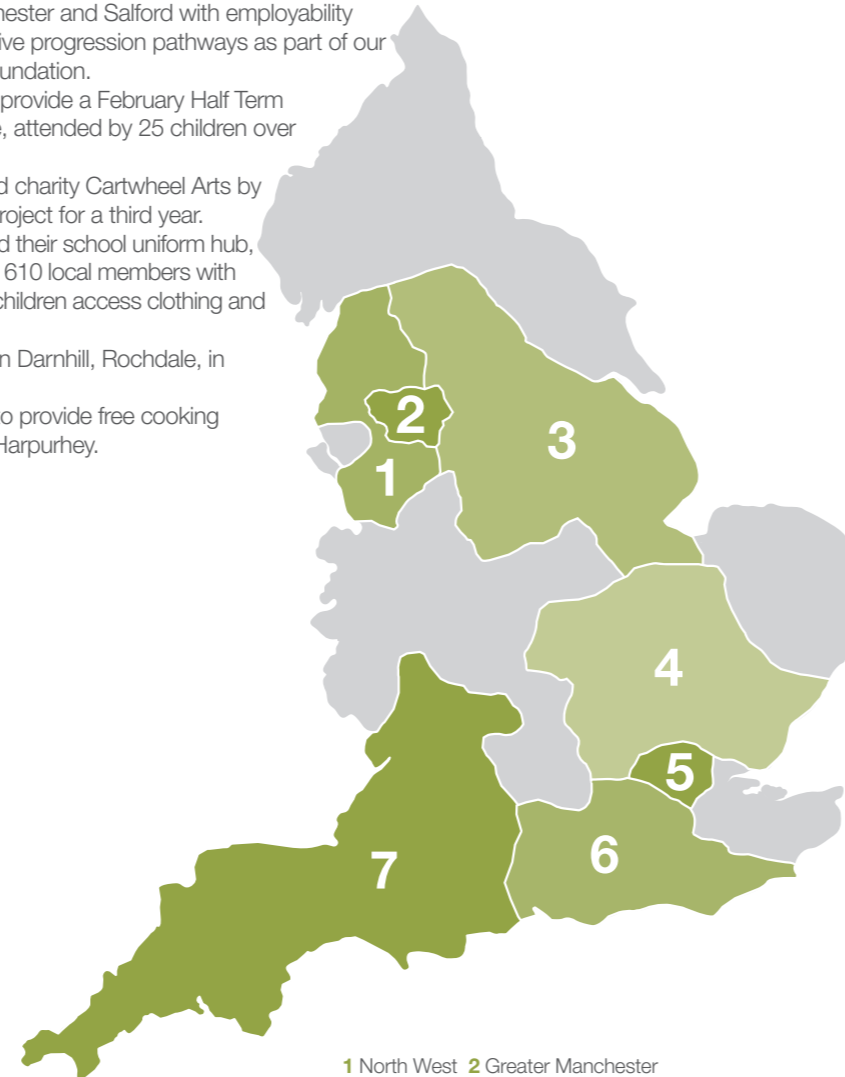 hester and Salford with employability
ive progression pathways as part of our
undation.
provide a February Half Term
e, attended by 25 children over
d charity Cartwheel Arts by
roject for a third year.
d their school uniform hub,
610 local members with
children access clothing and
n Darnhill, Rochdale, in
to provide free cooking
Harpurhey.
2
3
1
4
5
6
7
1 North West 2 Greater Manchester